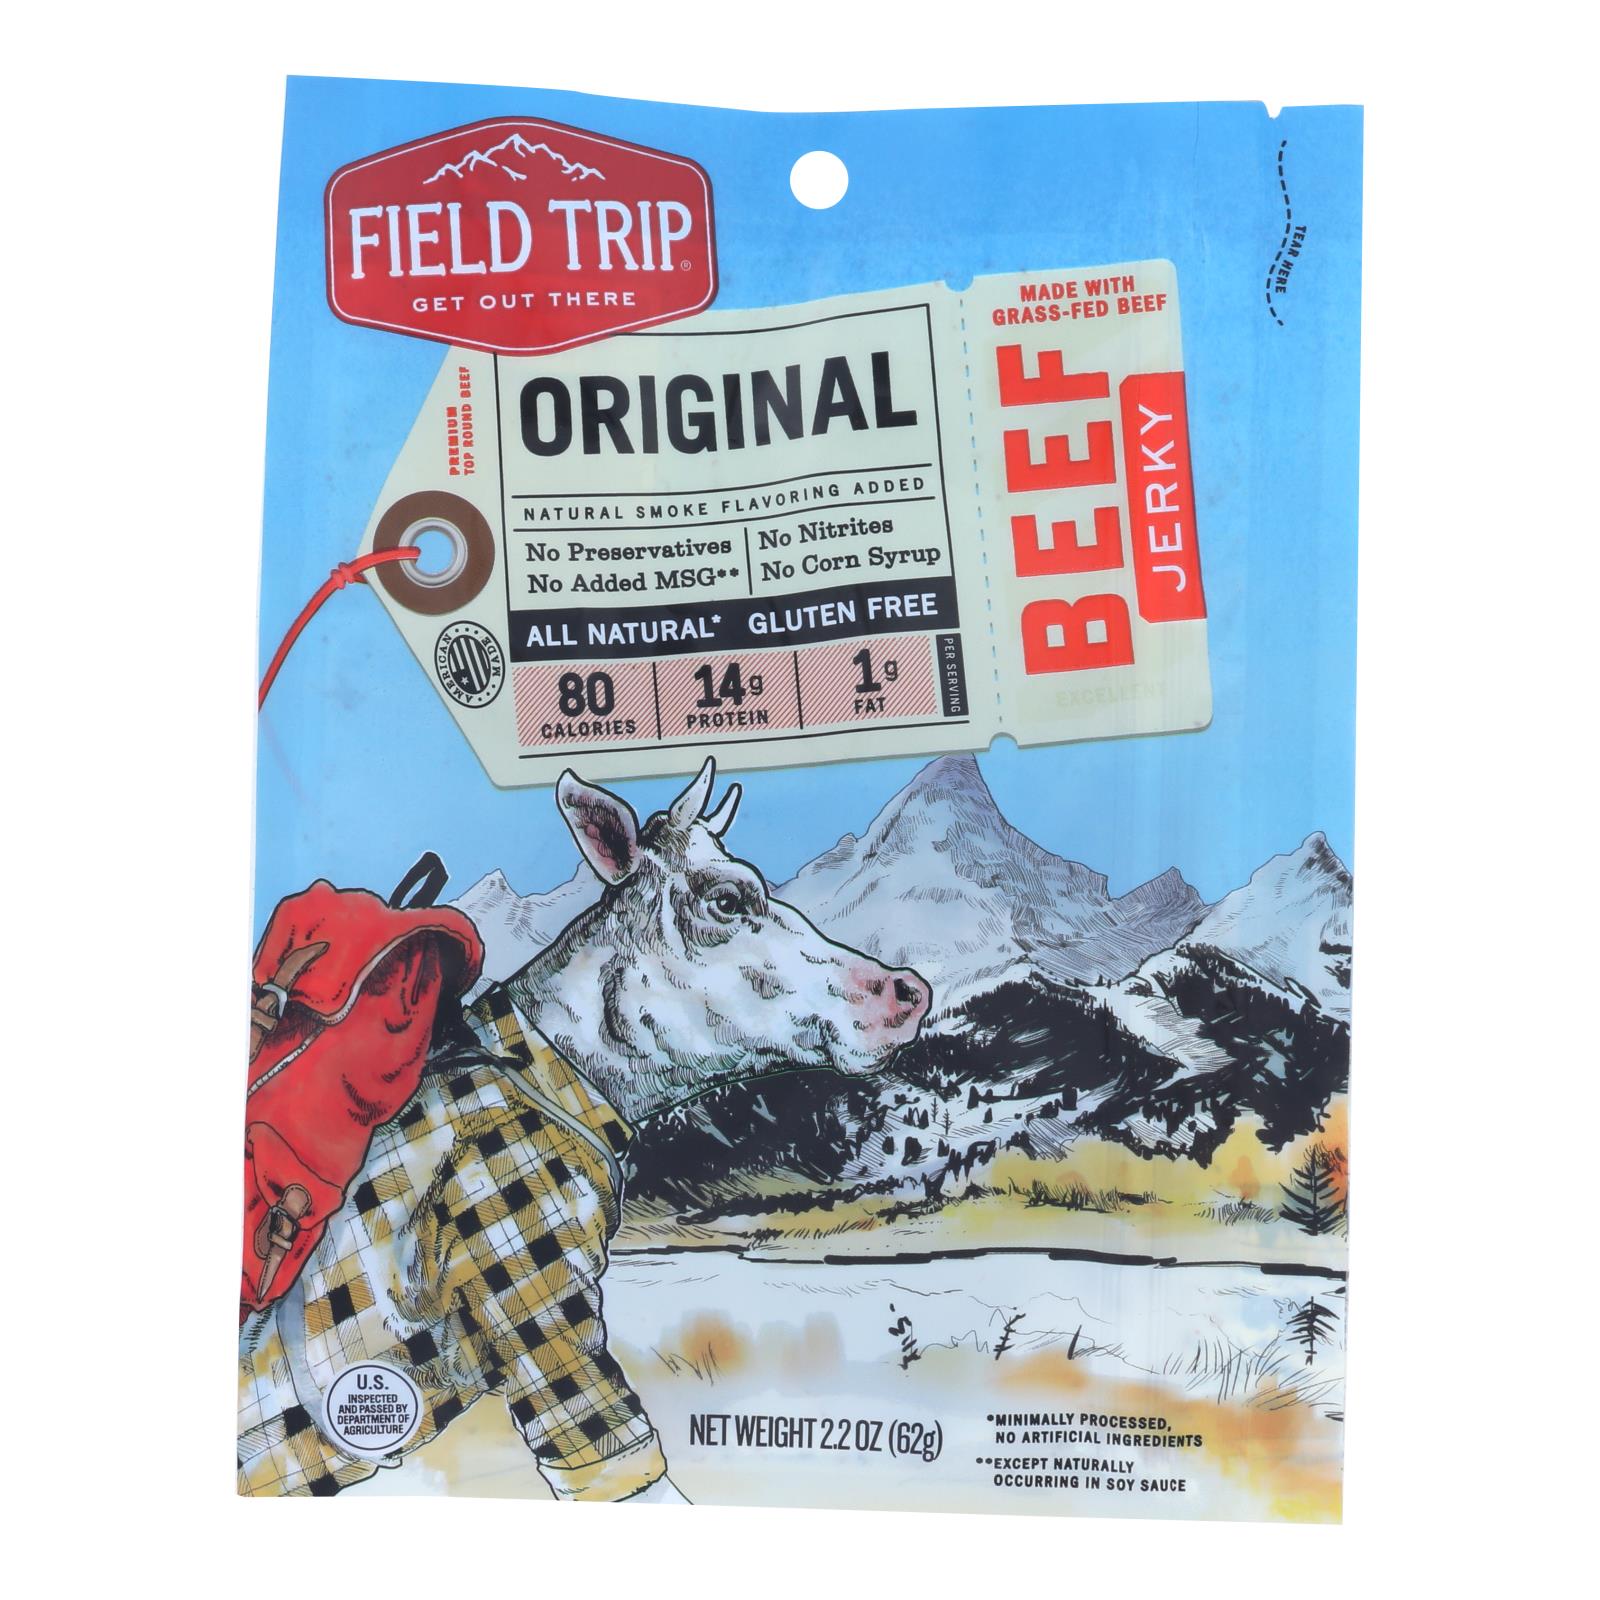 FIELD TRIP®
GET OUT THERE
TEAR HERE
MADE WITH
GRASS-FED BEEF
BEEF
JERKY
EXCELLENT
PREMIUM
TOP ROUND BEEF
ORIGINAL
NATURAL SMOKE FLAVORING ADDED
No Preservatives
No Added MSG**
No Nitrites
No Corn Syrup
ALL NATURAL* GLUTEN FREE
AMERICAN MADE
80
CALORIES
14g
PROTEIN
1g
FAT
PER SERVING
U.S.
INSPECTED
AND PASSED BY
DEPARTMENT OF
AGRICULTURE
NET WEIGHT 2.2 OZ (62g)
*MINIMALLY PROCESSED,
NO ARTIFICIAL INGREDIENTS
**EXCEPT NATURALLY
OCCURRING IN SOY SAUCE